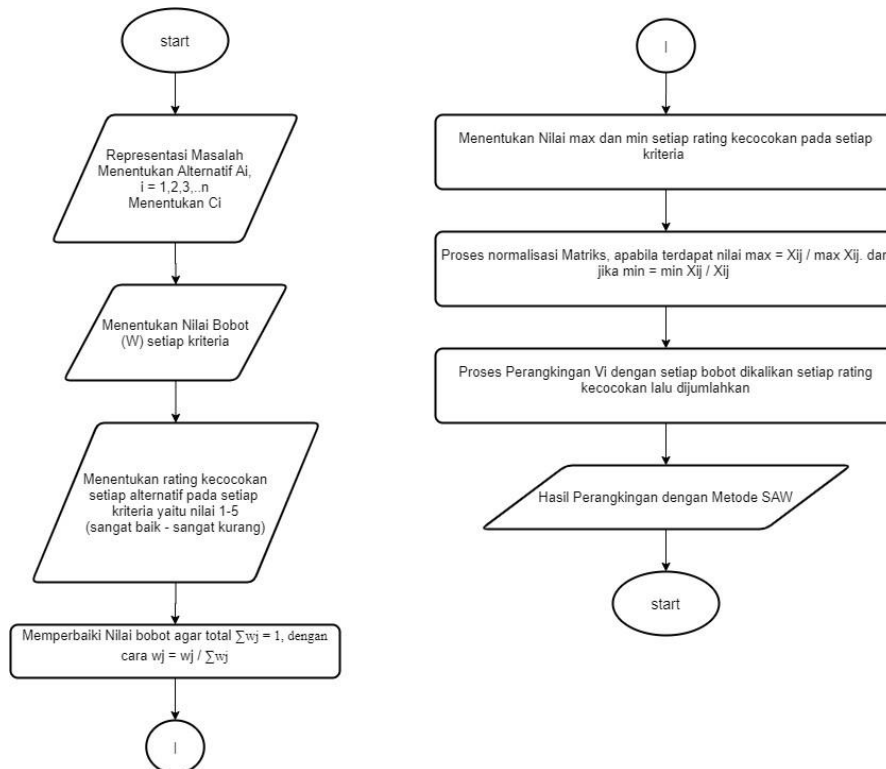 start
Representasi Masalah
Menentukan Alternatif Ai,
i = 1,2,3,..n
Menentukan Ci
Menentukan Nilai Bobot
(W) setiap kriteria
Menentukan rating kecocokan
setiap alternatif pada setiap
kriteria yaitu nilai 1-5
(sangat baik - sangat kurang)
Memperbaiki Nilai bobot agar total ∑wj = 1, dengan
cara wj = wj / ∑wj
I
I
Menentukan Nilai max dan min setiap rating kecocokan pada setiap
kriteria
Proses normalisasi Matriks, apabila terdapat nilai max = Xij / max Xij. dan
jika min = min Xij / Xij
Proses Perangkingan Vi dengan setiap bobot dikalikan setiap rating
kecocokan lalu dijumlahkan
Hasil Perangkingan dengan Metode SAW
start